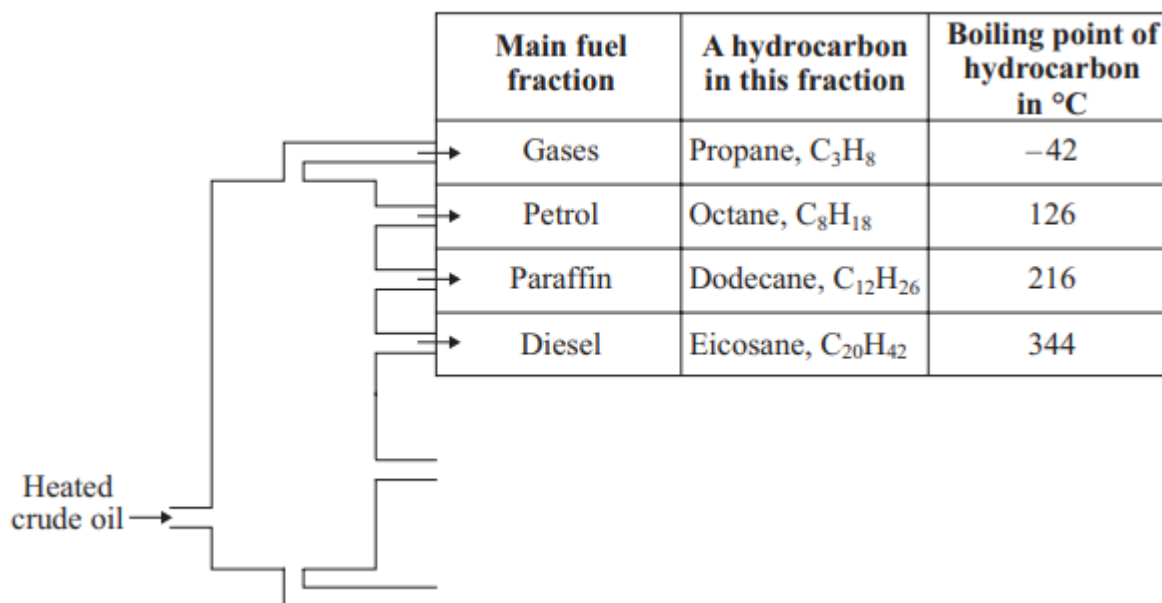 Main fuel
fraction
A hydrocarbon
in this fraction
Boiling point of
hydrocarbon
in °C
Gases
Propane, C₃H₈
–42
Petrol
Octane, C₈H₁₈
126
Paraffin
Dodecane, C₁₂H₂₆
216
Diesel
Eicosane, C₂₀H₄₂
344
Heated
crude oil